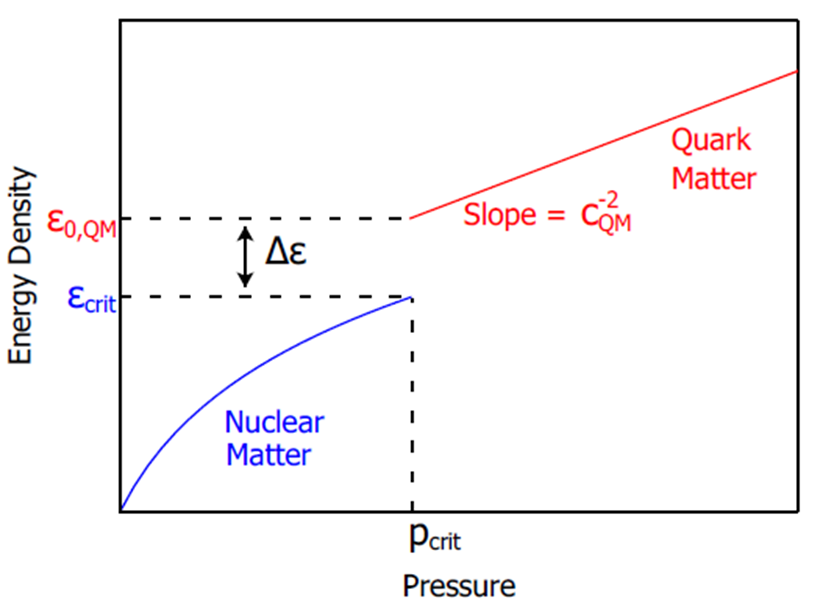 Energy Density
ε0,QM
εcrit
Δε
Quark
Matter
Slope = c-2QM
Nuclear
Matter
pcrit
Pressure